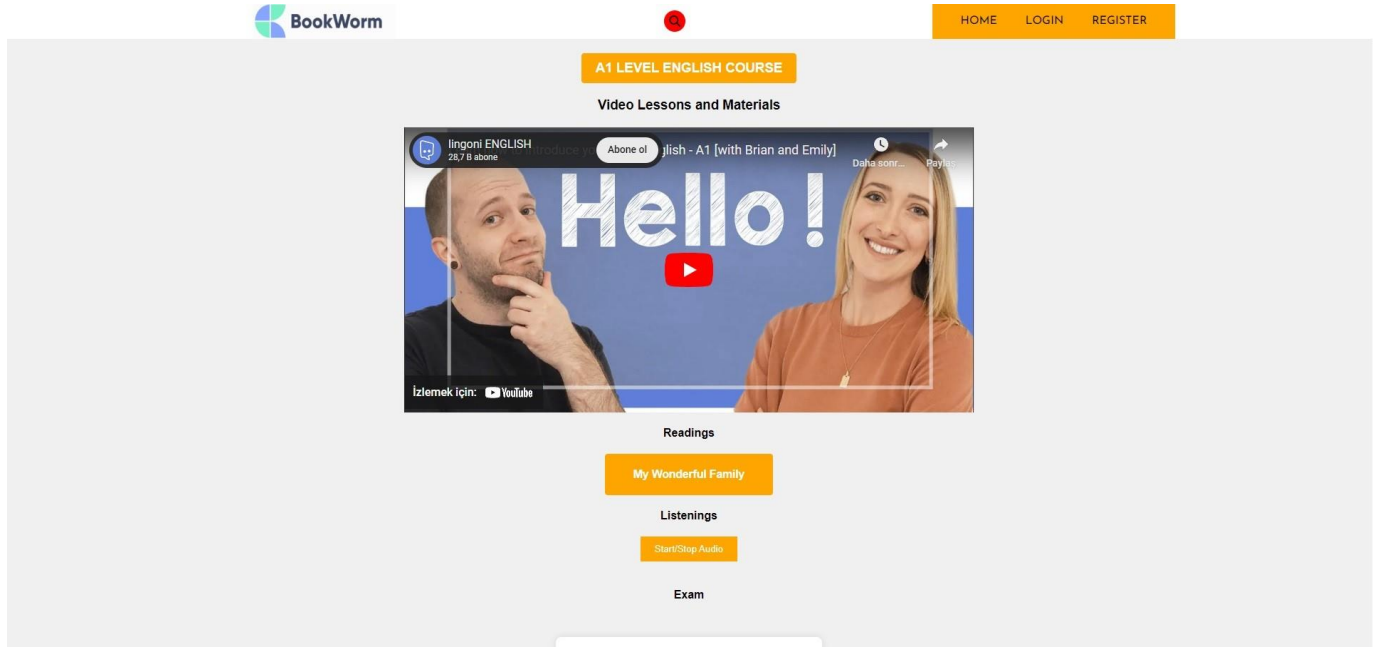 BookWorm
HOME LOGIN REGISTER
A1 LEVEL ENGLISH COURSE
Video Lessons and Materials
lingoni ENGLISH
28,7 B abone
Abone ol
glish - A1 [with Brian and Emily]
Daha sonr...
Paylaş
Hello!
İzlemek için: YouTube
Readings
My Wonderful Family
Listenings
Start/Stop Audio
Exam